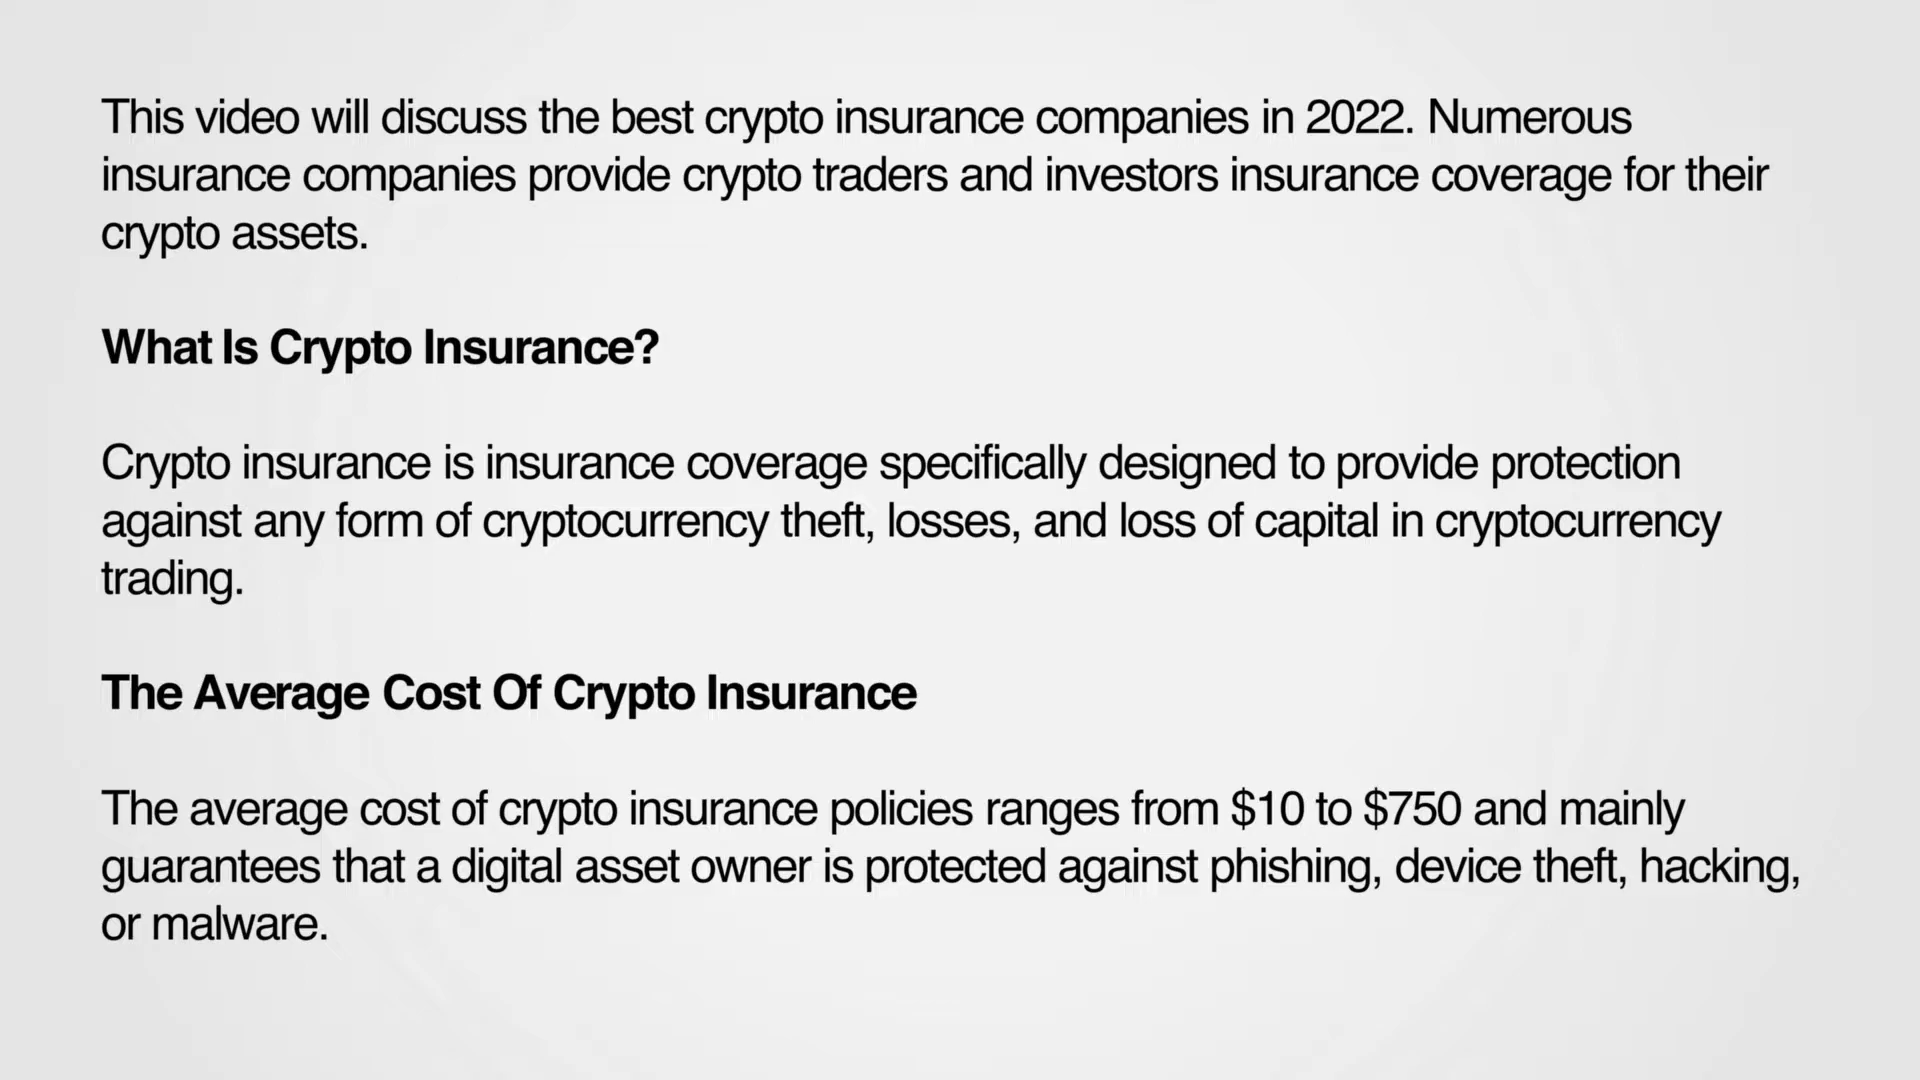 This video will discuss the best crypto insurance companies in 2022. Numerous
insurance companies provide crypto traders and investors insurance coverage for their
crypto assets.
What Is Crypto Insurance?
Crypto insurance is insurance coverage specifically designed to provide protection
against any form of cryptocurrency theft, losses, and loss of capital in cryptocurrency
trading.
The Average Cost Of Crypto Insurance
The average cost of crypto insurance policies ranges from $10 to $750 and mainly
guarantees that a digital asset owner is protected against phishing, device theft, hacking,
or malware.